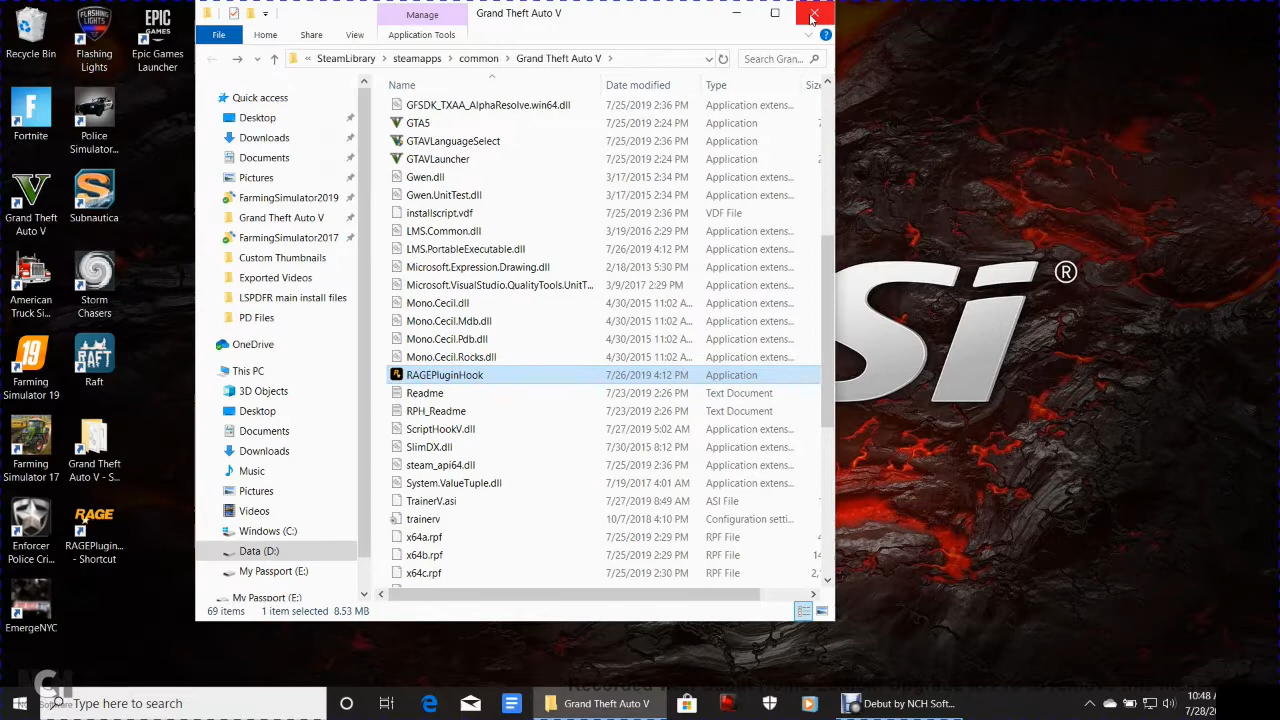 Recycle Bin
Flashing Lights
Epic Games Launcher
Fortnite
Police Simulator...
Grand Theft Auto V
Subnautica
American Truck Si...
Storm Chasers
Farming Simulator 19
Raft
Farming Simulator 17
Grand Theft Auto V - S...
Enforcer Police Cri...
RAGEPlugin... - Shortcut
EmergeNYC
FLASHING LIGHTS
EPIC GAMES
19
RAGE
Manage
Grand Theft Auto V
File
Home
Share
View
Application Tools
SteamLibrary > steamapps > common > Grand Theft Auto V >
Search Gran...
Quick access
Desktop
Downloads
Documents
Pictures
FarmingSimulator2019
Grand Theft Auto V
FarmingSimulator2017
Custom Thumbnails
Exported Videos
LSPDFR main install files
PD Files
OneDrive
This PC
3D Objects
Desktop
Documents
Downloads
Music
Pictures
Videos
Windows (C:)
Data (D:)
My Passport (E:)
My Passport (E:)
Name Date modified Type Size
GFSDK_TXAA_AlphaResolve.win64.dll 7/25/2019 2:36 PM Application extens...
GTA5 7/25/2019 2:24 PM Application 7
GTAVLanguageSelect 7/25/2019 2:36 PM Application
GTAVLauncher 7/25/2019 2:24 PM Application 2
Gwen.dll 3/17/2015 2:34 PM Application extens...
Gwen.UnitTest.dll 3/17/2015 2:34 PM Application extens...
installscript.vdf 7/25/2019 2:36 PM VDF File
LMS.Common.dll 3/19/2016 2:29 PM Application extens...
LMS.PortableExecutable.dll 7/26/2019 4:12 PM Application extens...
Microsoft.Expression.Drawing.dll 2/18/2013 5:30 PM Application extens...
Microsoft.VisualStudio.QualityTools.UnitT... 3/9/2017 2:29 PM Application extens...
Mono.Cecil.dll 4/30/2015 11:02 A... Application extens...
Mono.Cecil.Mdb.dll 4/30/2015 11:02 A... Application extens...
Mono.Cecil.Pdb.dll 4/30/2015 11:02 A... Application extens...
Mono.Cecil.Rocks.dll 4/30/2015 11:02 A... Application extens...
RAGEPluginHook 7/26/2019 4:12 PM Application
Readme 7/23/2019 2:26 PM Text Document
RPH_Readme 7/23/2019 2:26 PM Text Document
ScriptHookV.dll 7/27/2019 5:02 AM Application extens...
SlimDX.dll 7/30/2015 8:12 PM Application extens...
steam_api64.dll 7/25/2019 2:36 PM Application extens...
System.ValueTuple.dll 7/19/2017 4:01 AM Application extens...
TrainerV.asi 7/27/2019 8:49 AM ASI File
trainerv 10/7/2018 4:10 PM Configuration setti...
x64a.rpf 7/25/2019 2:29 PM RPF File 4
x64b.rpf 7/25/2019 2:29 PM RPF File 14
x64c.rpf 7/25/2019 2:30 PM RPF File 2,
69 items 1 item selected 8.53 MB
Si ®
NCH Software
Type here to search
Grand Theft Auto V
Debut by NCH Soft...
10:48
7/28/20